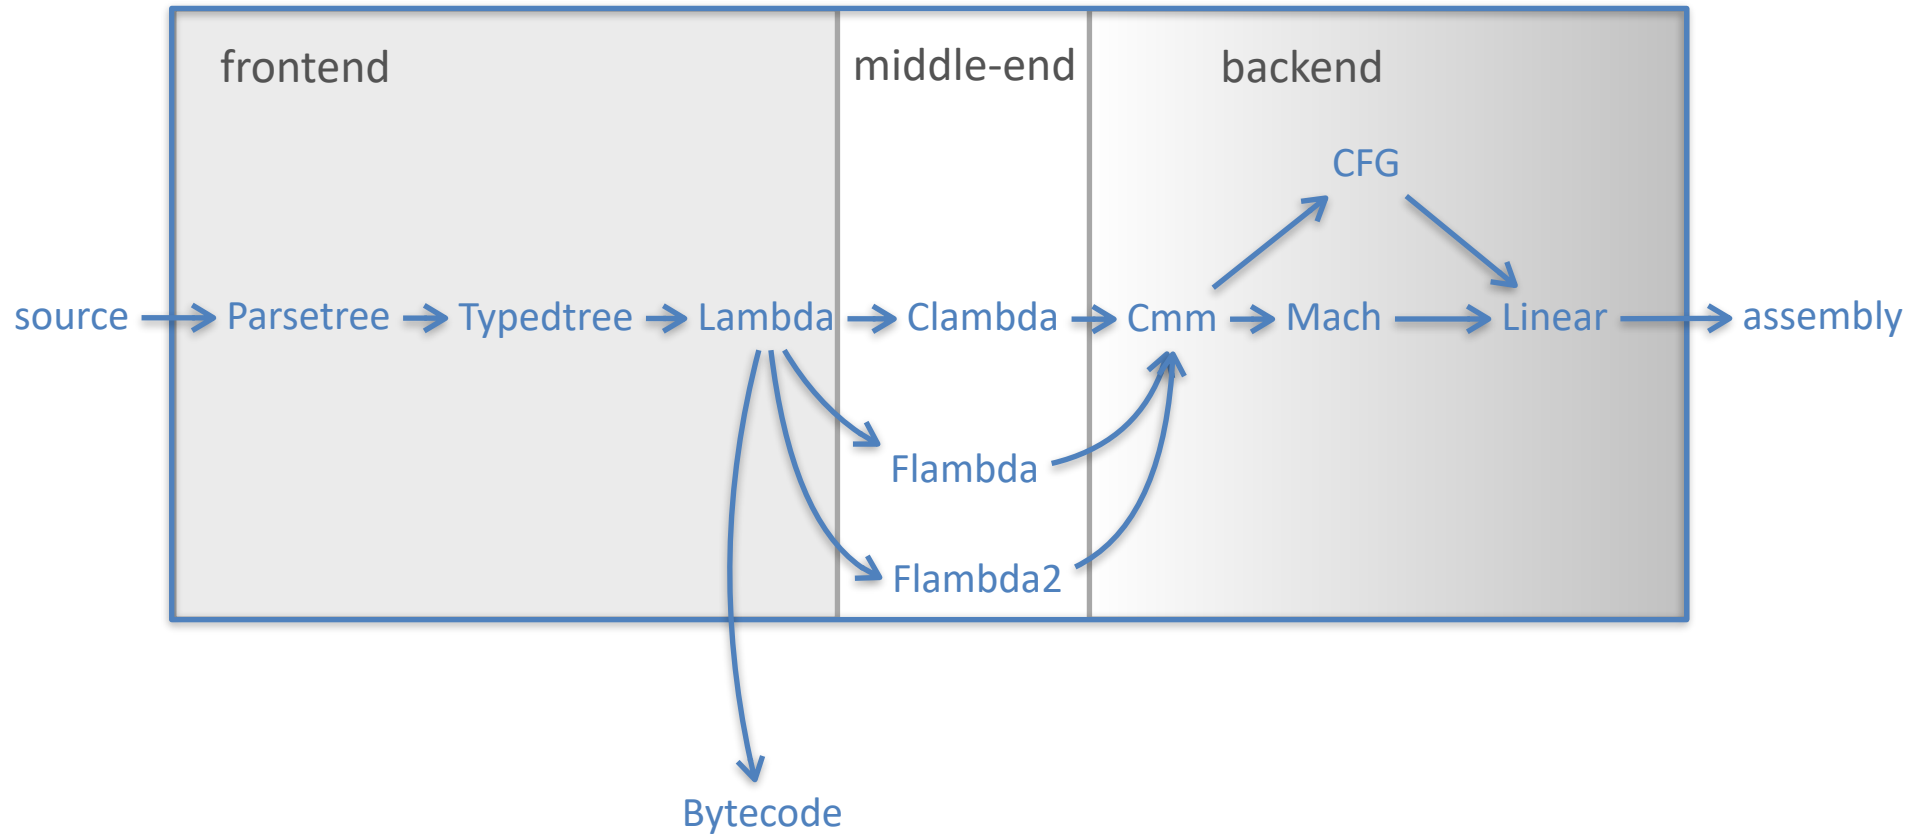 frontend
middle-end
backend
CFG
source
Parsetree
Typedtree
Lambda
Clambda
Cmm
Mach
Linear
assembly
Flambda
Flambda2
Bytecode